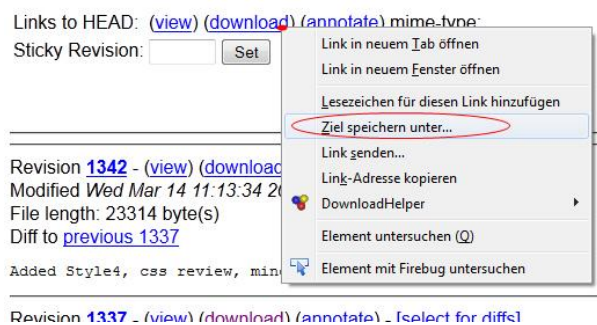 Links to HEAD: (view) (download) (annotate) mime-type:
Sticky Revision: Set
Link in neuem Tab öffnen
Link in neuem Fenster öffnen
Lesezeichen für diesen Link hinzufügen
Ziel speichern unter...
Link senden...
Link-Adresse kopieren
DownloadHelper
Element untersuchen (Q)
Element mit Firebug untersuchen
Revision 1342 - (view) (download
Modified Wed Mar 14 11:13:34 20
File length: 23314 byte(s)
Diff to previous 1337
Added Style4, css review,
Revision 1337 - (view) (download) (annotate) - [select for diffs]